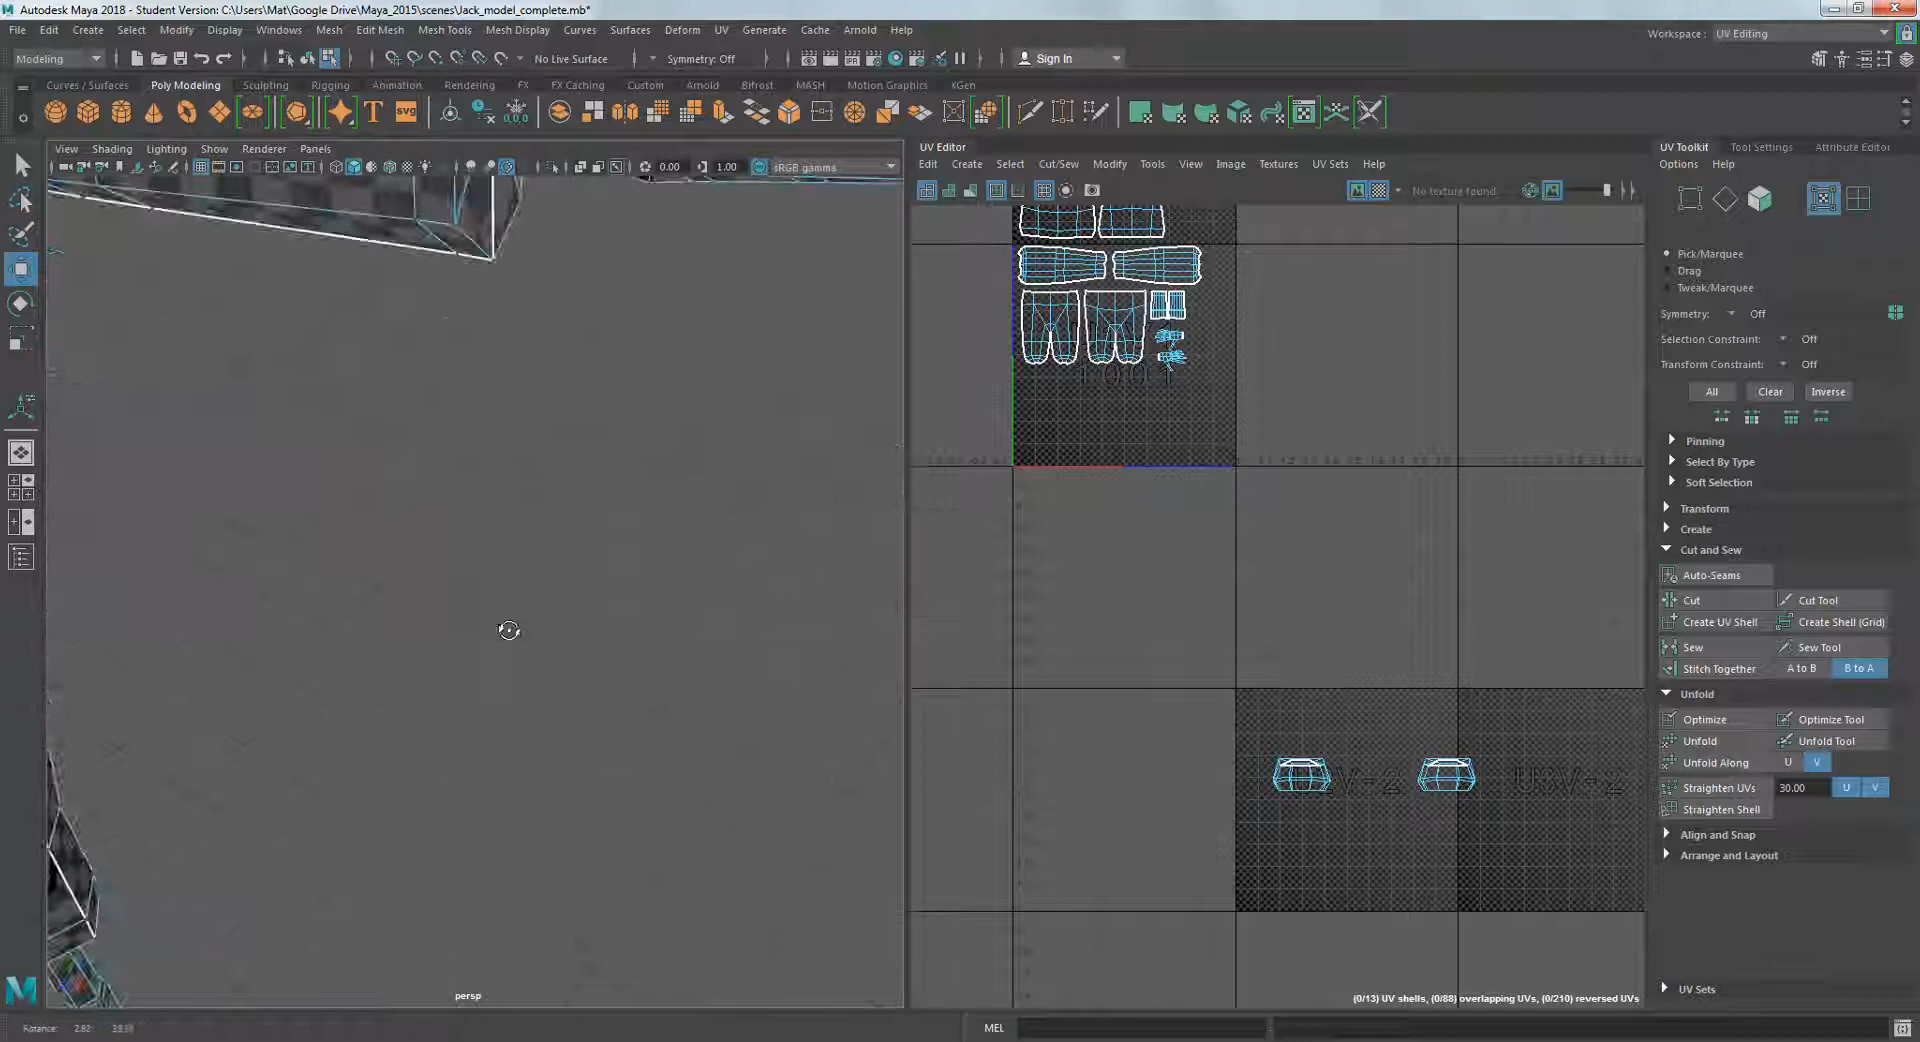 Autodesk Maya 2018 - Student Version: C:\Users\Mat\Google Drive\Maya_2015\scenes\Jack_model_complete.mb*
File Edit Create Select Modify Display Windows Mesh Edit Mesh Mesh Tools Mesh Display Curves Surfaces Deform UV Generate Cache Arnold Help
Workspace : UV Editing
Modeling No Live Surface Symmetry: Off Sign In
Curves / Surfaces Poly Modeling Sculpting Rigging Animation Rendering FX FX Caching Custom Arnold Bifrost MASH Motion Graphics XGen
View Shading Lighting Show Renderer Panels
0.00 1.00 sRGB gamma
persp
UV Editor
Edit Create Select Cut/Sew Modify Tools View Image Textures UV Sets Help
No texture found
1001
V+2 U3V-2
(0/13) UV shells, (0/88) overlapping UVs, (0/210) reversed UVs
UV Toolkit Tool Settings Attribute Editor
Options Help
Pick/Marquee
Drag
Tweak/Marquee
Symmetry: Off
Selection Constraint: Off
Transform Constraint: Off
All Clear Inverse
Pinning
Select By Type
Soft Selection
Transform
Create
Cut and Sew
Auto-Seams
Cut Cut Tool
Create UV Shell Create Shell (Grid)
Sew Sew Tool
Stitch Together A to B B to A
Unfold
Optimize Optimize Tool
Unfold Unfold Tool
Unfold Along U V
Straighten UVs 30.00 U V
Straighten Shell
Align and Snap
Arrange and Layout
UV Sets
MEL